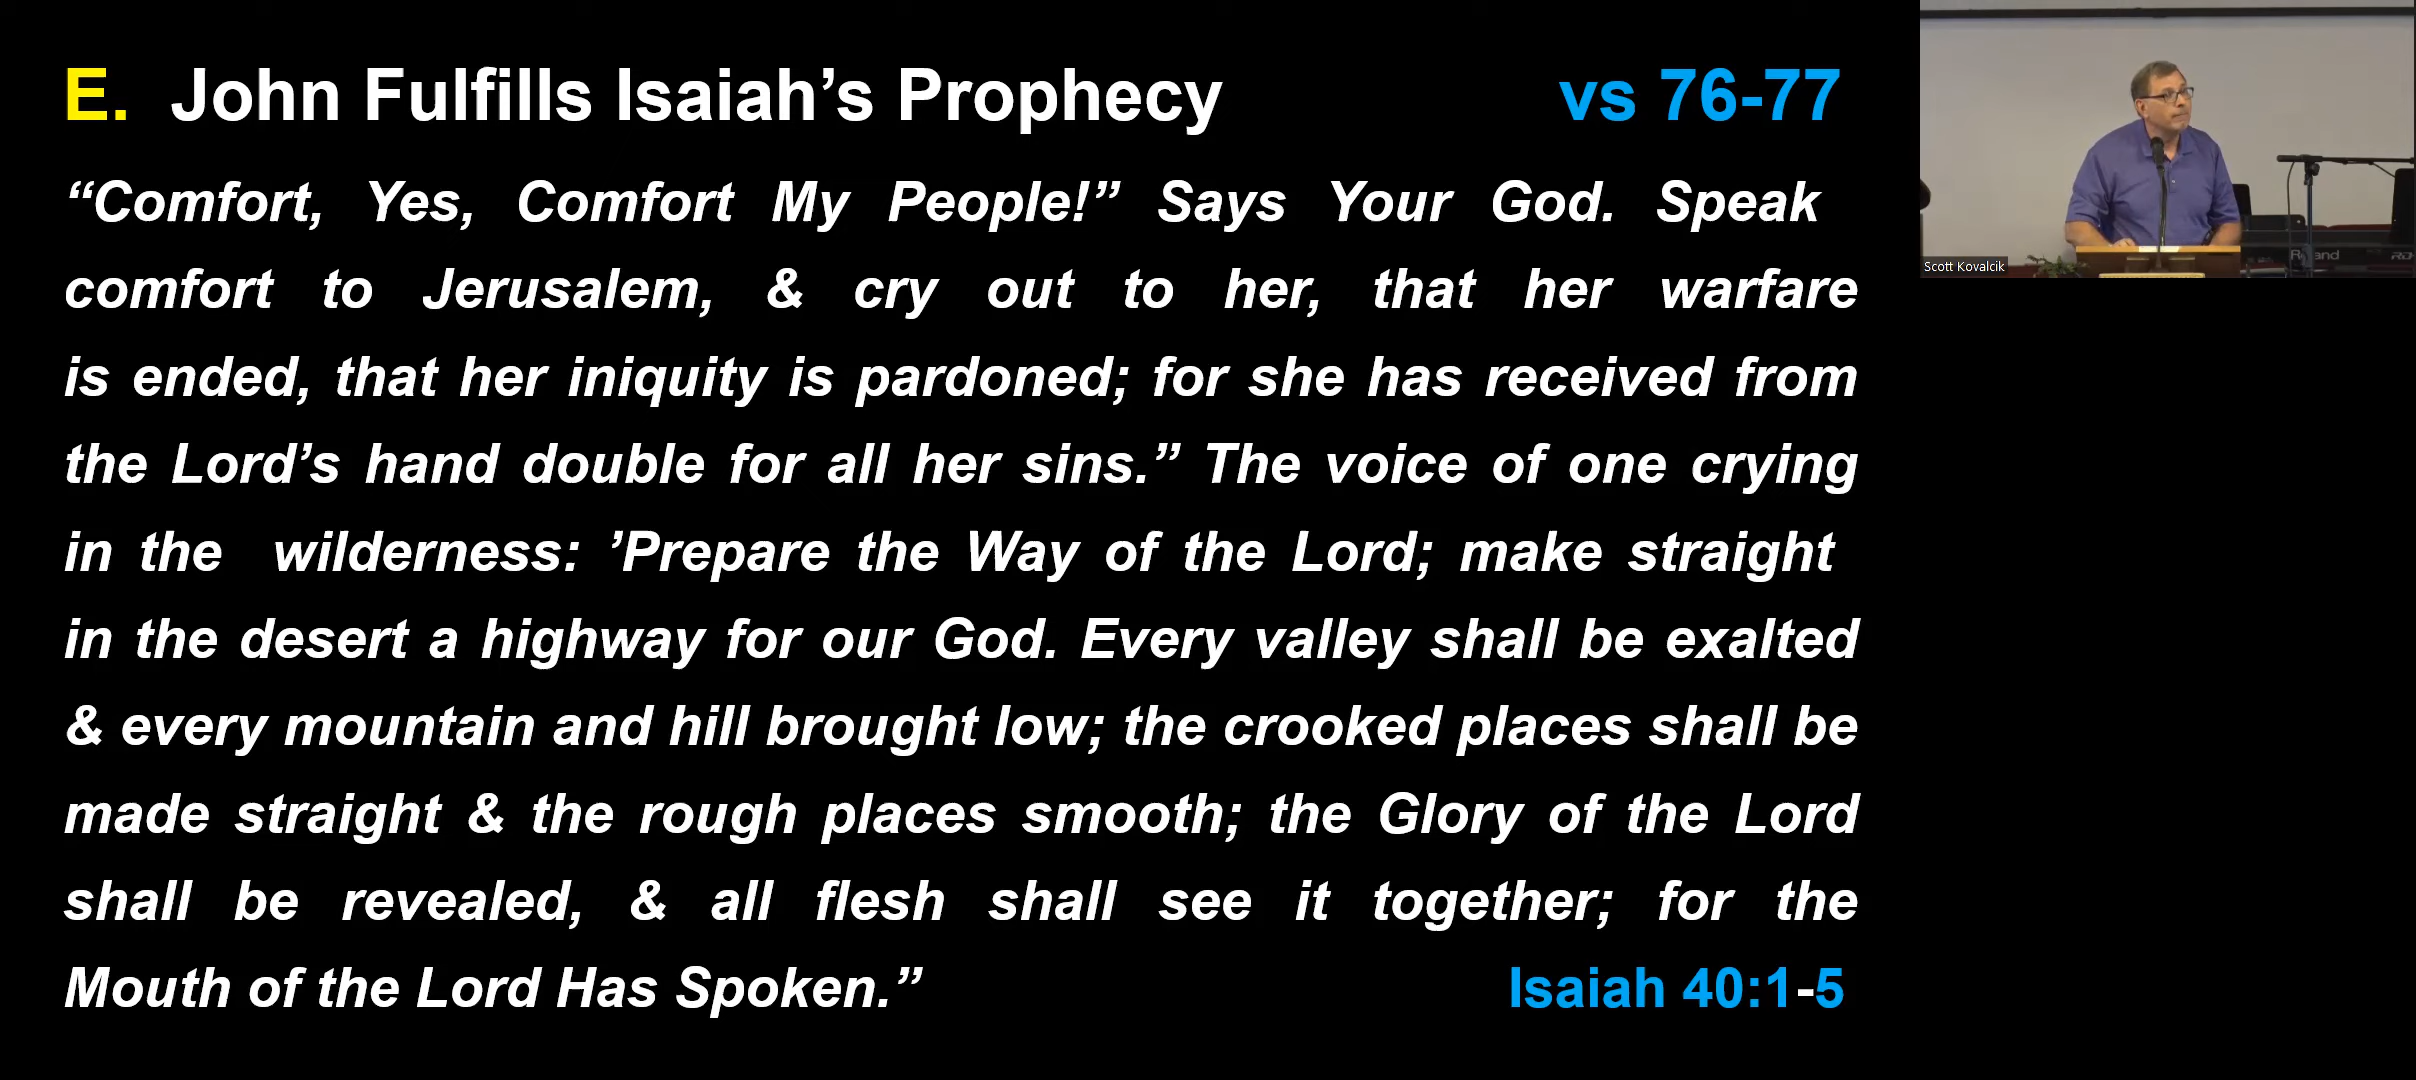 E. John Fulfills Isaiah’s Prophecy vs 76-77
“Comfort, Yes, Comfort My People!” Says Your God. Speak
comfort to Jerusalem, & cry out to her, that her warfare
is ended, that her iniquity is pardoned; for she has received from
the Lord’s hand double for all her sins.” The voice of one crying
in the wilderness: ’Prepare the Way of the Lord; make straight
in the desert a highway for our God. Every valley shall be exalted
& every mountain and hill brought low; the crooked places shall be
made straight & the rough places smooth; the Glory of the Lord
shall be revealed, & all flesh shall see it together; for the
Mouth of the Lord Has Spoken.” Isaiah 40:1-5
Scott Kovalcik